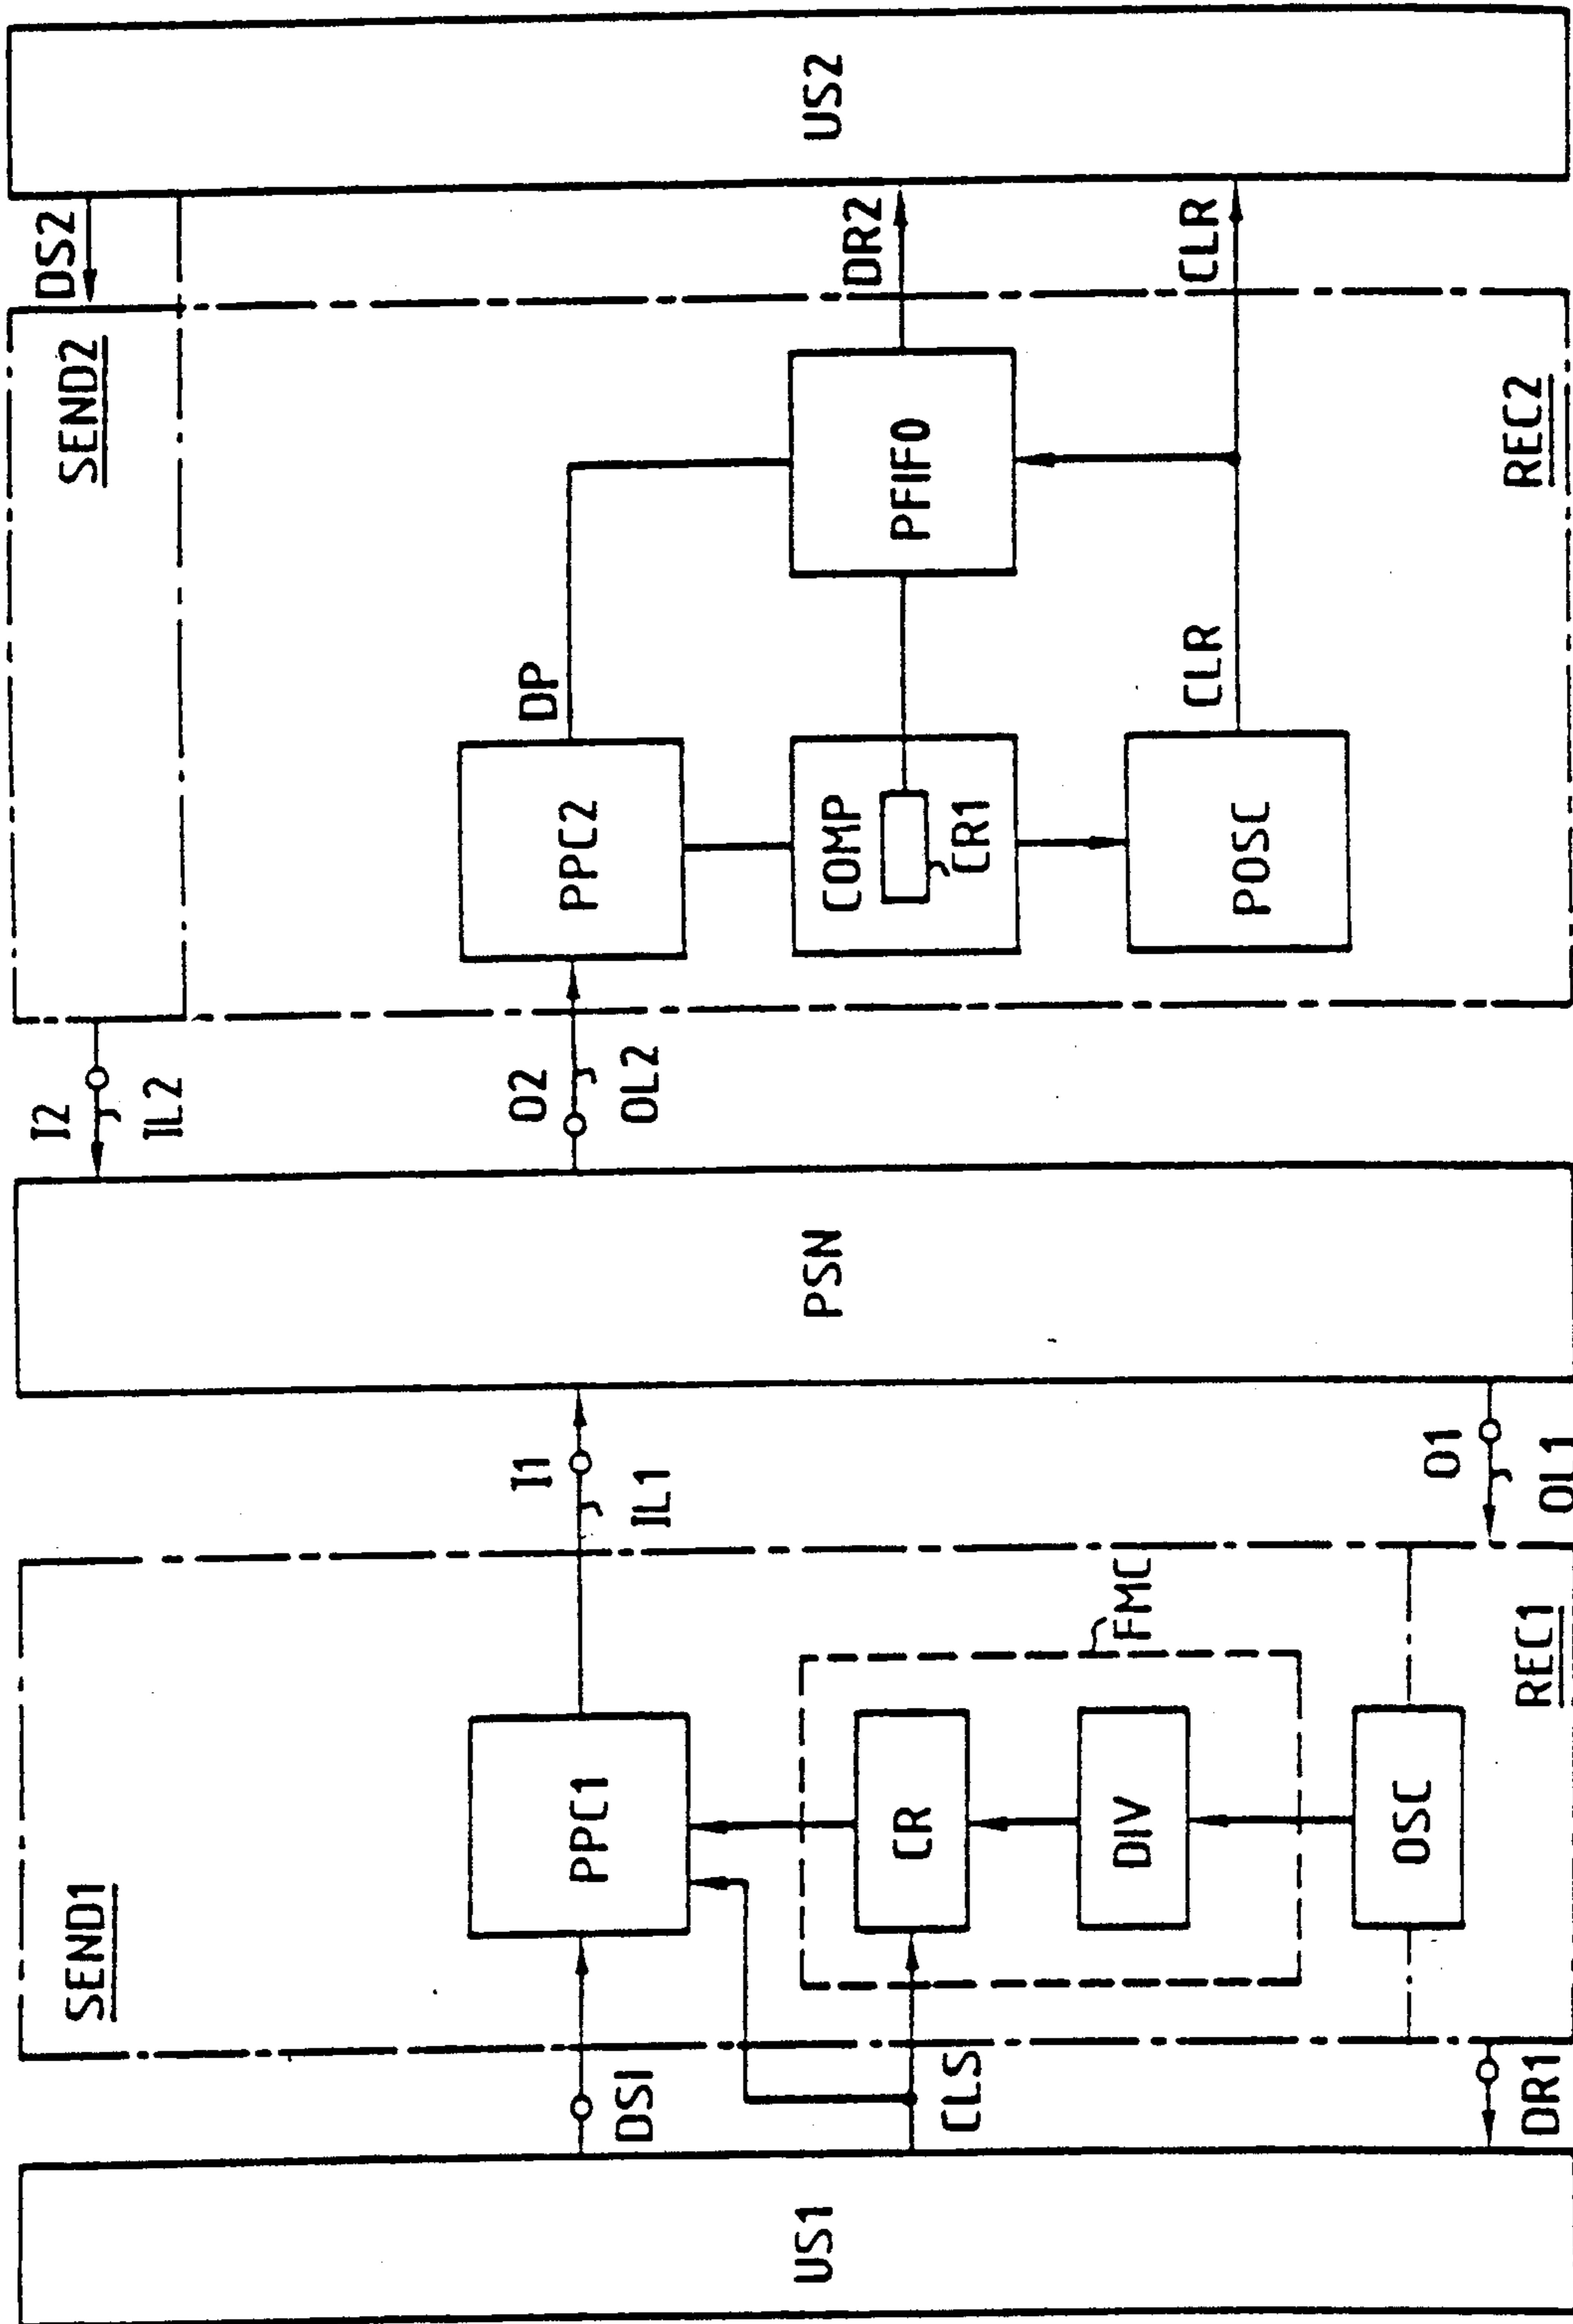 US1
DSI
CLS
DR1
SEND1
PPC1
CR
DIV
OSC
FMC
REC1
I1
IL1
O1
OL1
PSN
I2
IL2
O2
OL2
SEND2
PPC2
DP
COMP
CR1
POSC
CLR
PFIFO
REC2
DS2
DR2
CLR
US2